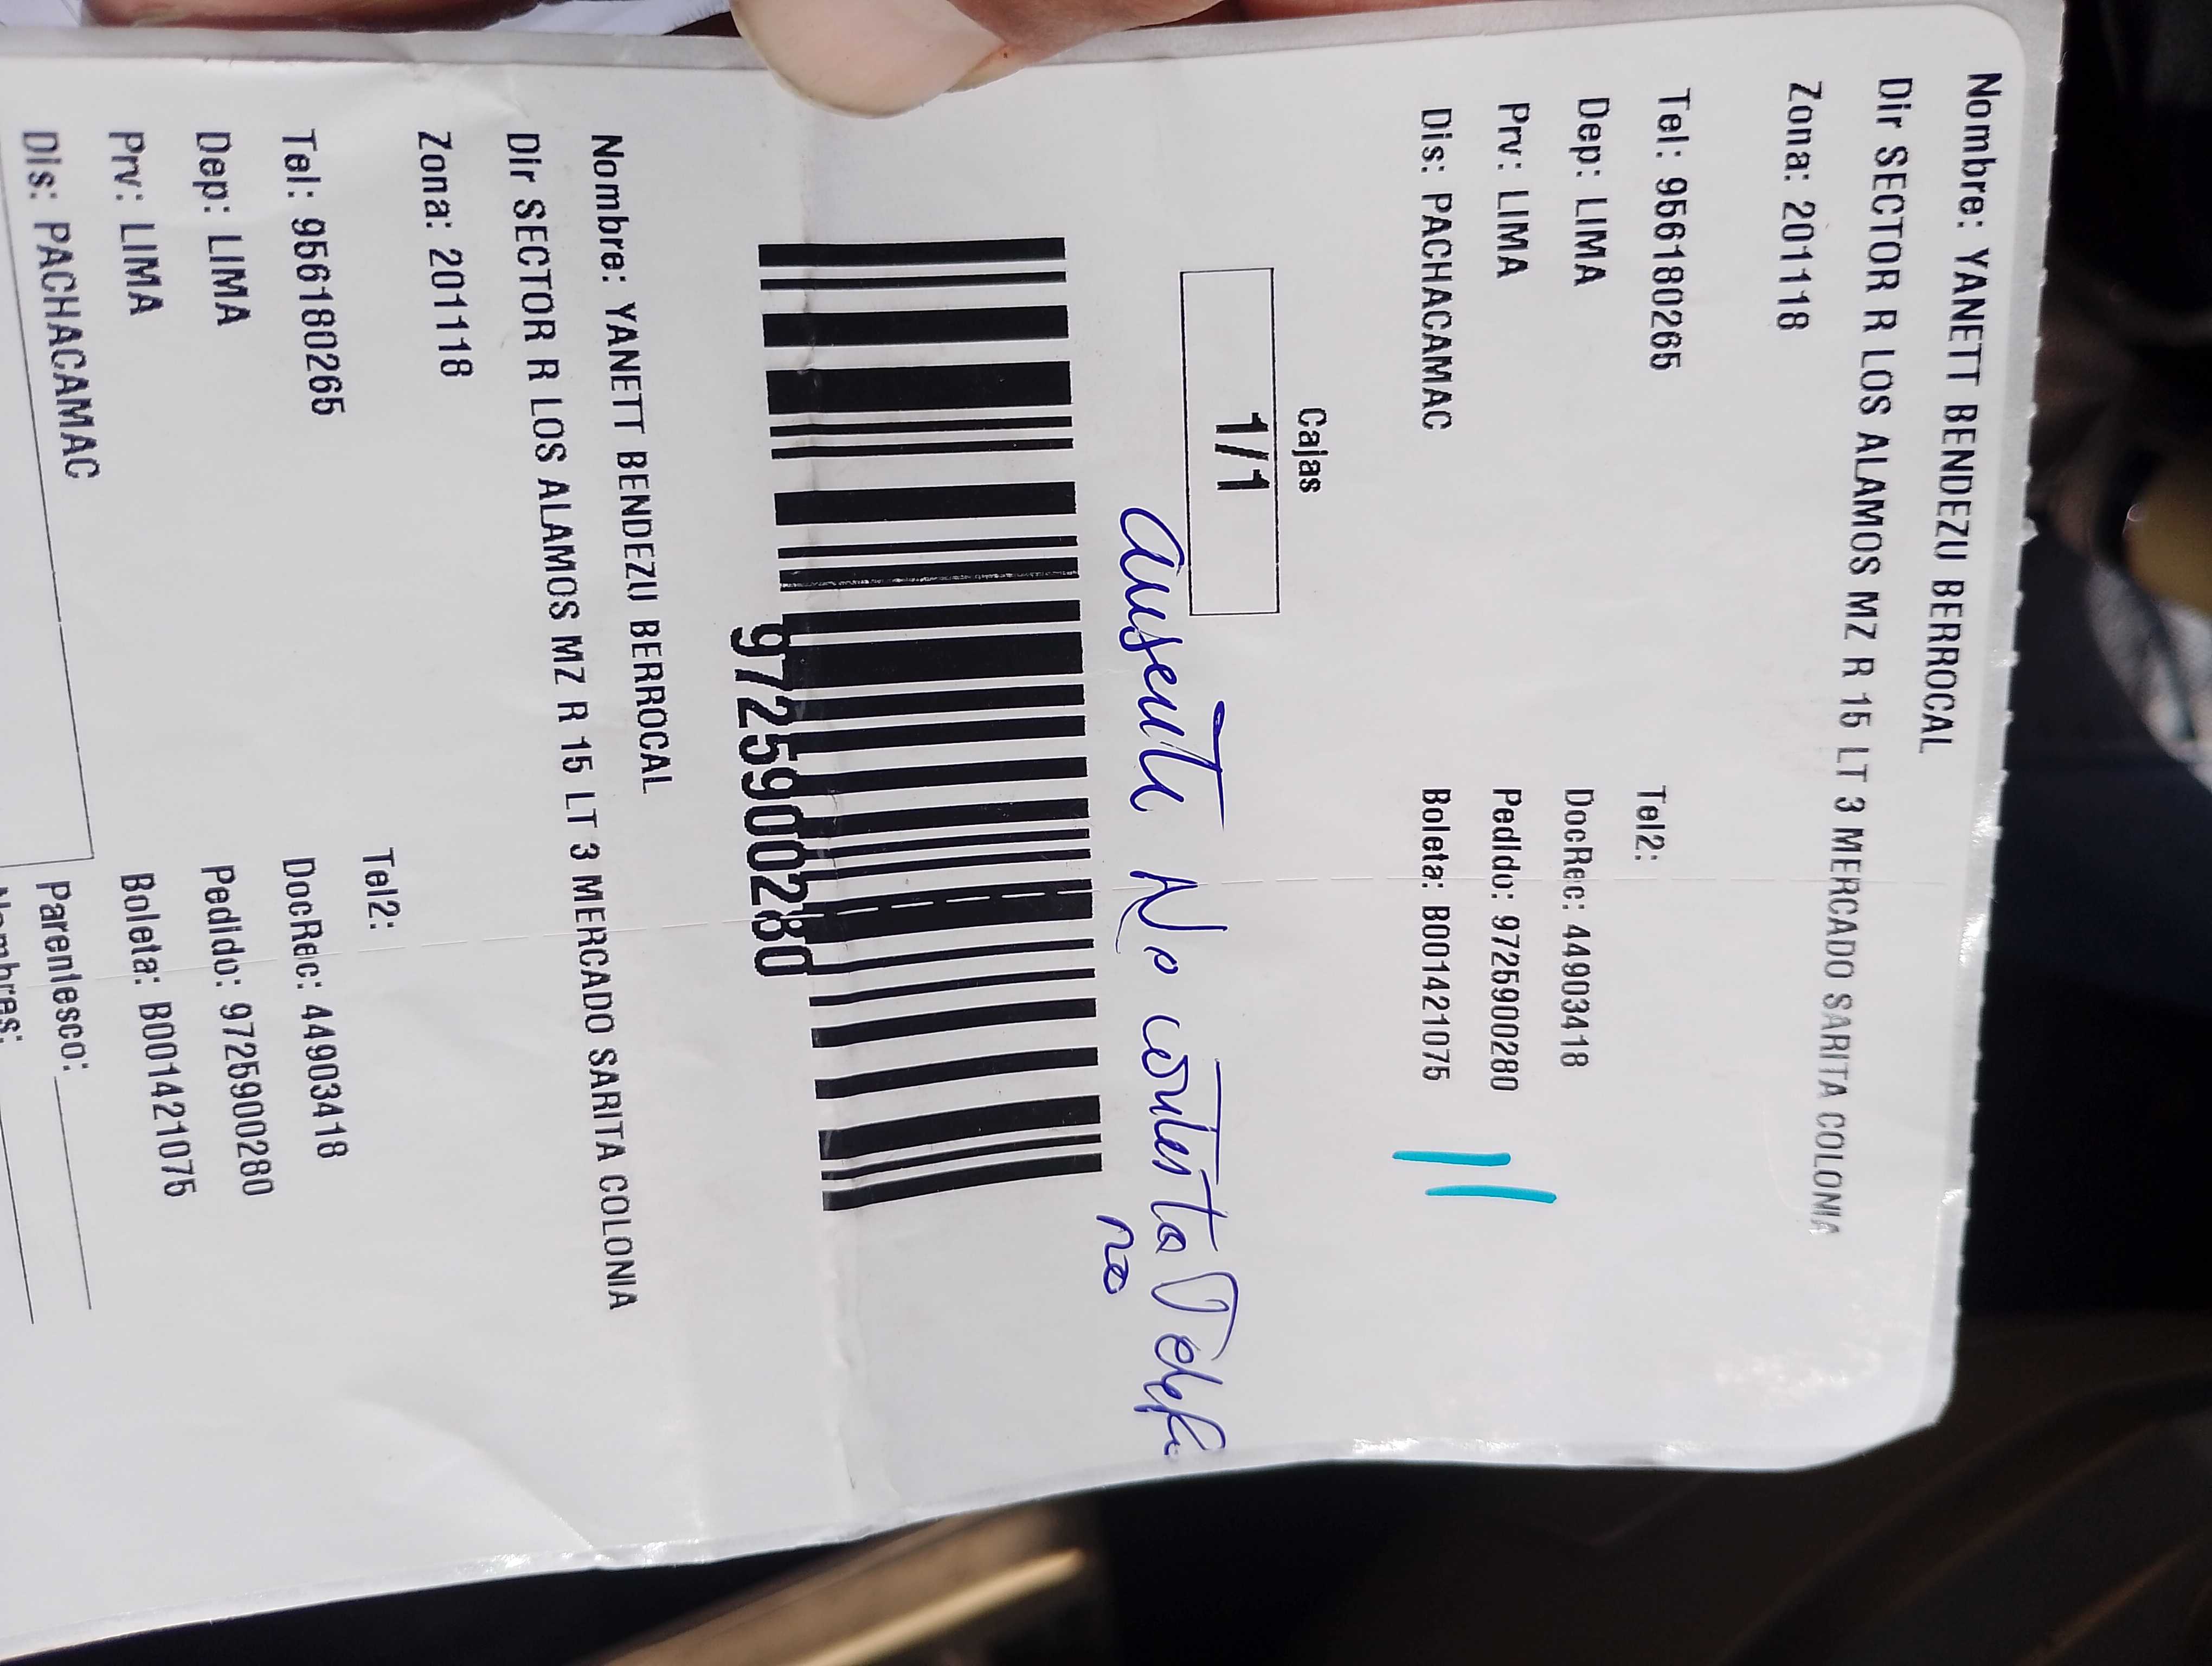 Nombre: YANETT BENDEZU BERROCAL
Dir SECTOR R LOS ALAMOS MZ R 15 LT 3 MERCADO SARITA COLONIA
Zona: 201118
Tel: 956180265
Tel2:
Dep: LIMA
DocRec: 44903418
Prv: LIMA
Pedido: 9725900280
Dis: PACHACAMAC
Boleta: B001421075
Cajas
1/1
Ausente No contesta Telefo
no
9725900280
Nombre: YANETT BENDEZU BERROCAL
Dir SECTOR R LOS ALAMOS MZ R 15 LT 3 MERCADO SARITA COLONIA
Zona: 201118
Tel2:
Tel: 956180265
DocRec: 44903418
Dep: LIMA
Pedido: 9725900280
Prv: LIMA
Boleta: B001421075
Dis: PACHACAMAC
Parentesco: